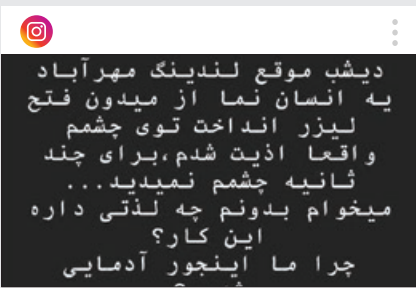 دیشب موقع لندینگ مهرآباد
یه انسان نما از میدون فتح
لیزر انداخت توی چشمم
واقعا اذیت شدم،برای چند
ثانیه چشمم نمیدید...
میخوام بدونم چه لذتی داره
این کار؟
چرا ما اینجور آدمایی